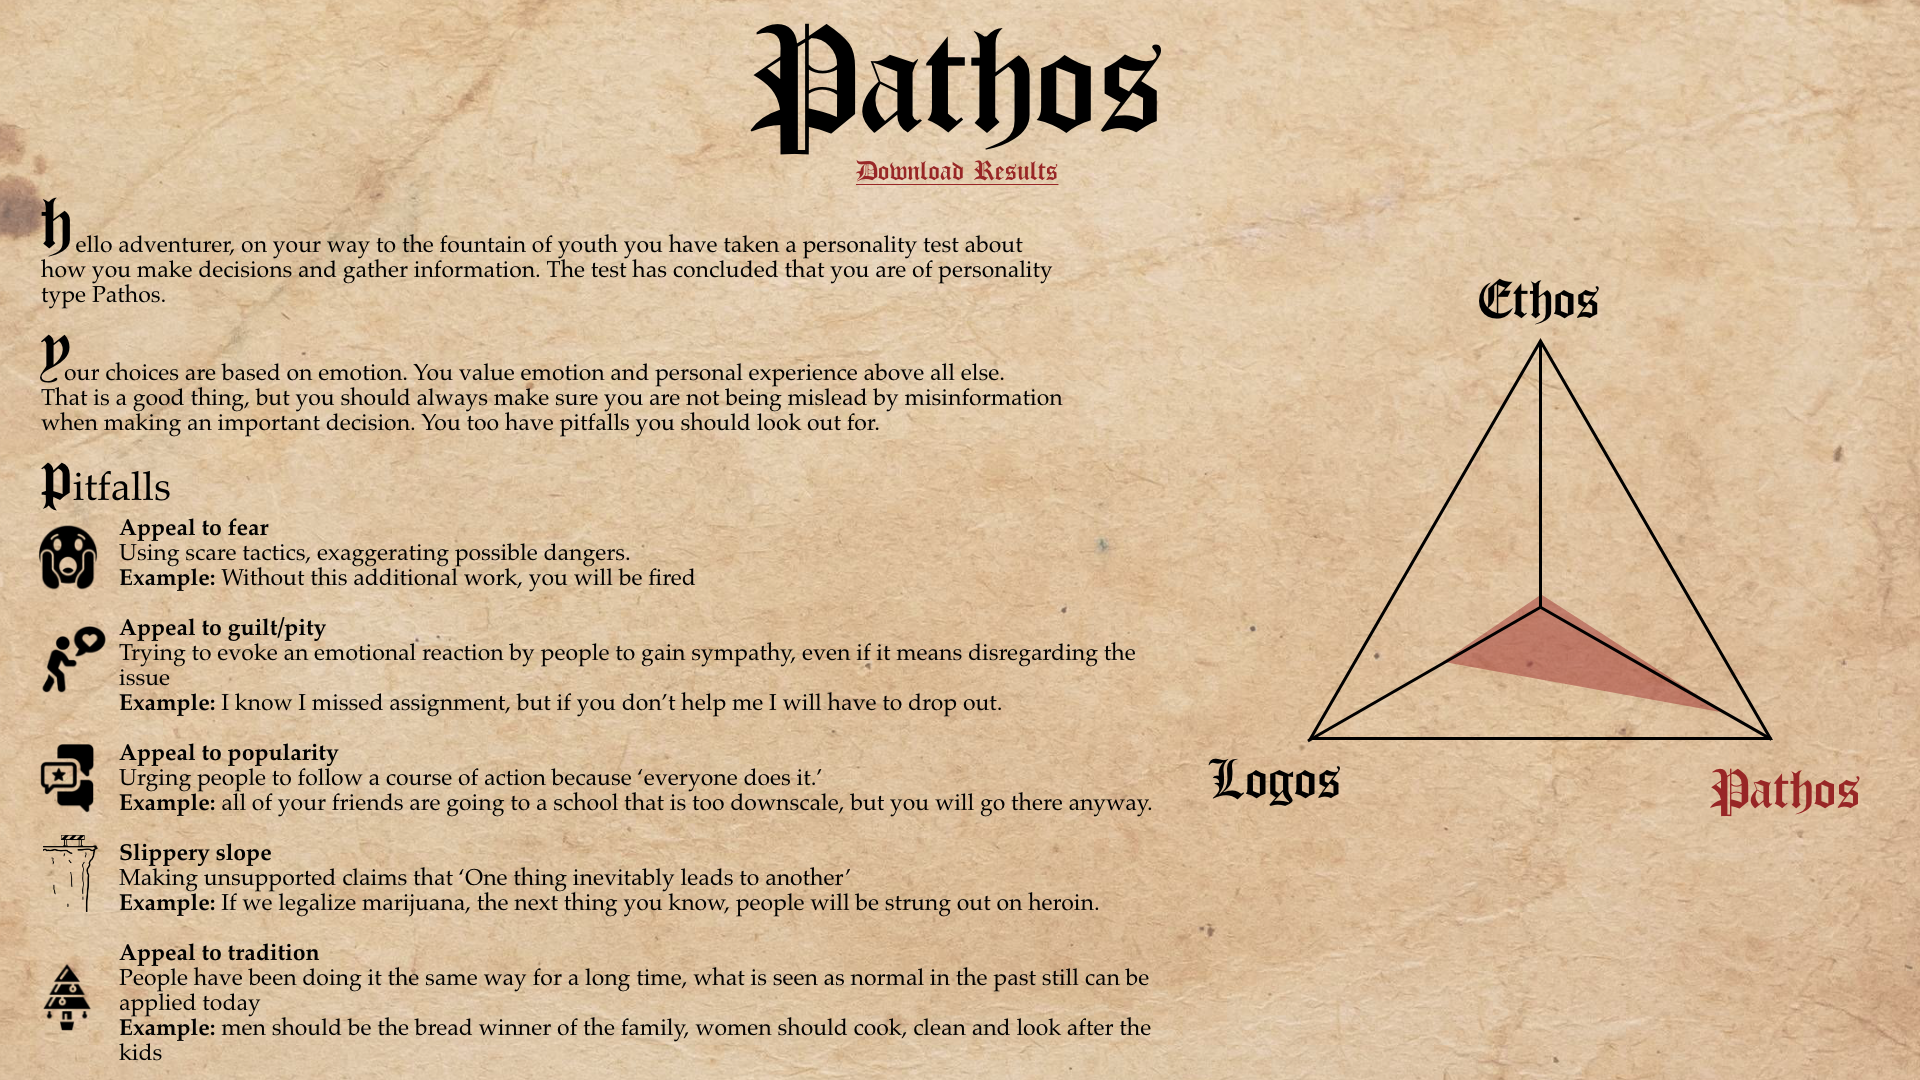 Pathos
Download Results
Hello adventurer, on your way to the fountain of youth you have taken a personality test about
how you make decisions and gather information. The test has concluded that you are of personality
type Pathos.
Your choices are based on emotion. You value emotion and personal experience above all else.
That is a good thing, but you should always make sure you are not being mislead by misinformation
when making an important decision. You too have pitfalls you should look out for.
Pitfalls
Appeal to fear
Using scare tactics, exaggerating possible dangers.
Example: Without this additional work, you will be fired
Appeal to guilt/pity
Trying to evoke an emotional reaction by people to gain sympathy, even if it means disregarding the
issue
Example: I know I missed assignment, but if you don’t help me I will have to drop out.
Appeal to popularity
Urging people to follow a course of action because ‘everyone does it.’
Example: all of your friends are going to a school that is too downscale, but you will go there anyway.
Slippery slope
Making unsupported claims that ‘One thing inevitably leads to another’
Example: If we legalize marijuana, the next thing you know, people will be strung out on heroin.
Appeal to tradition
People have been doing it the same way for a long time, what is seen as normal in the past still can be
applied today
Example: men should be the bread winner of the family, women should cook, clean and look after the
kids
Ethos
Logos
Pathos